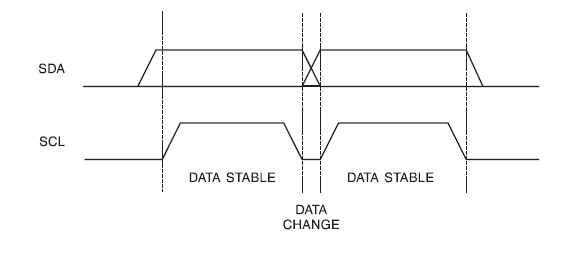 SDA
SCL
DATA STABLE
DATA STABLE
DATA
CHANGE